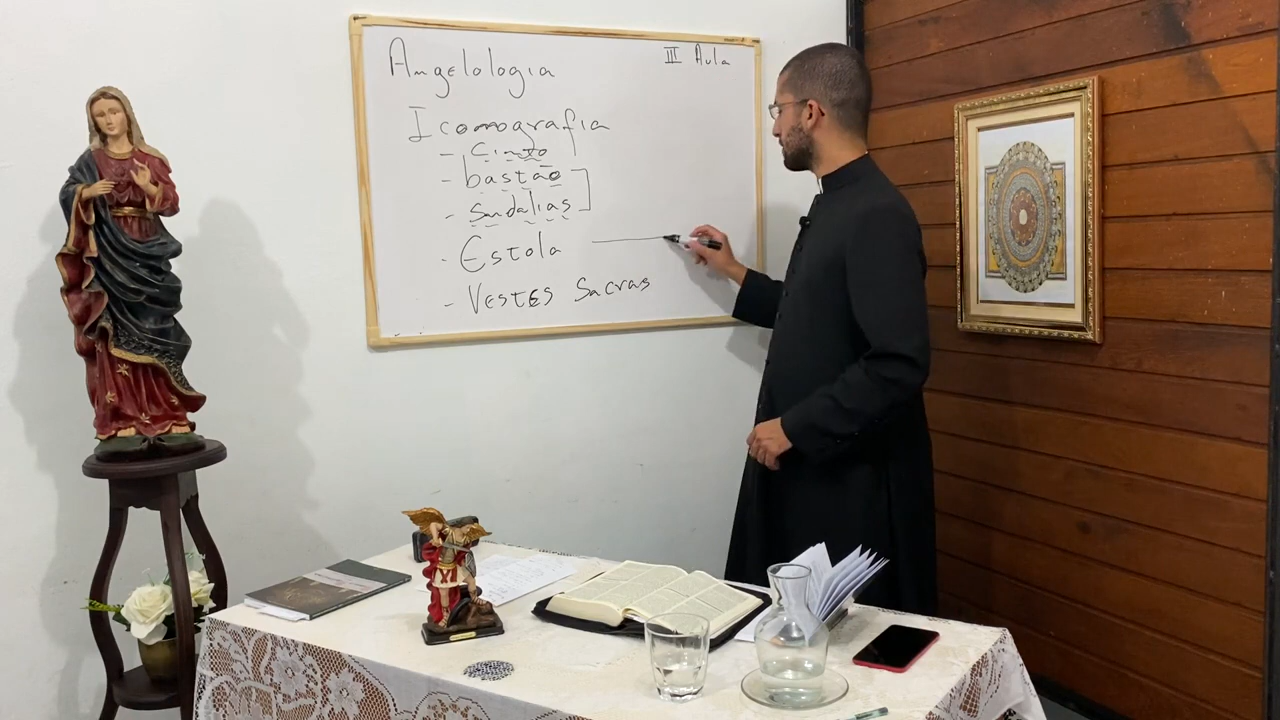 Angelologia
III Aula
Iconografia
- Cinto
- bastão
- Sandalias
- Estola
- Vestes Sacras